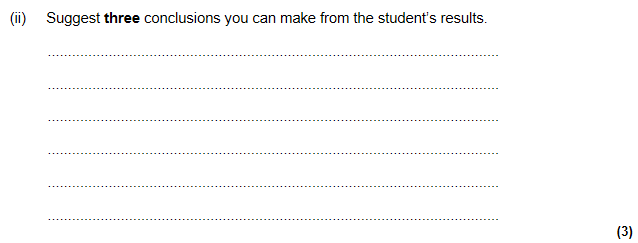 (ii) Suggest three conclusions you can make from the student's results.
(3)